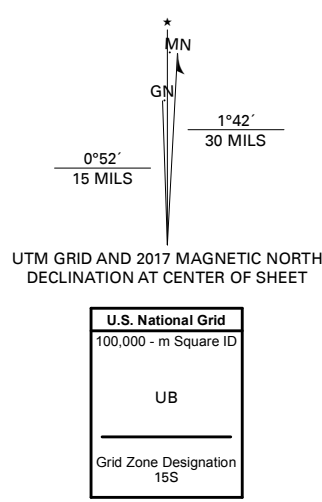 MN
GN
1°42´
30 MILS
0°52´
15 MILS
UTM GRID AND 2017 MAGNETIC NORTH
DECLINATION AT CENTER OF SHEET
U.S. National Grid
100,000 - m Square ID
UB
Grid Zone Designation
15S